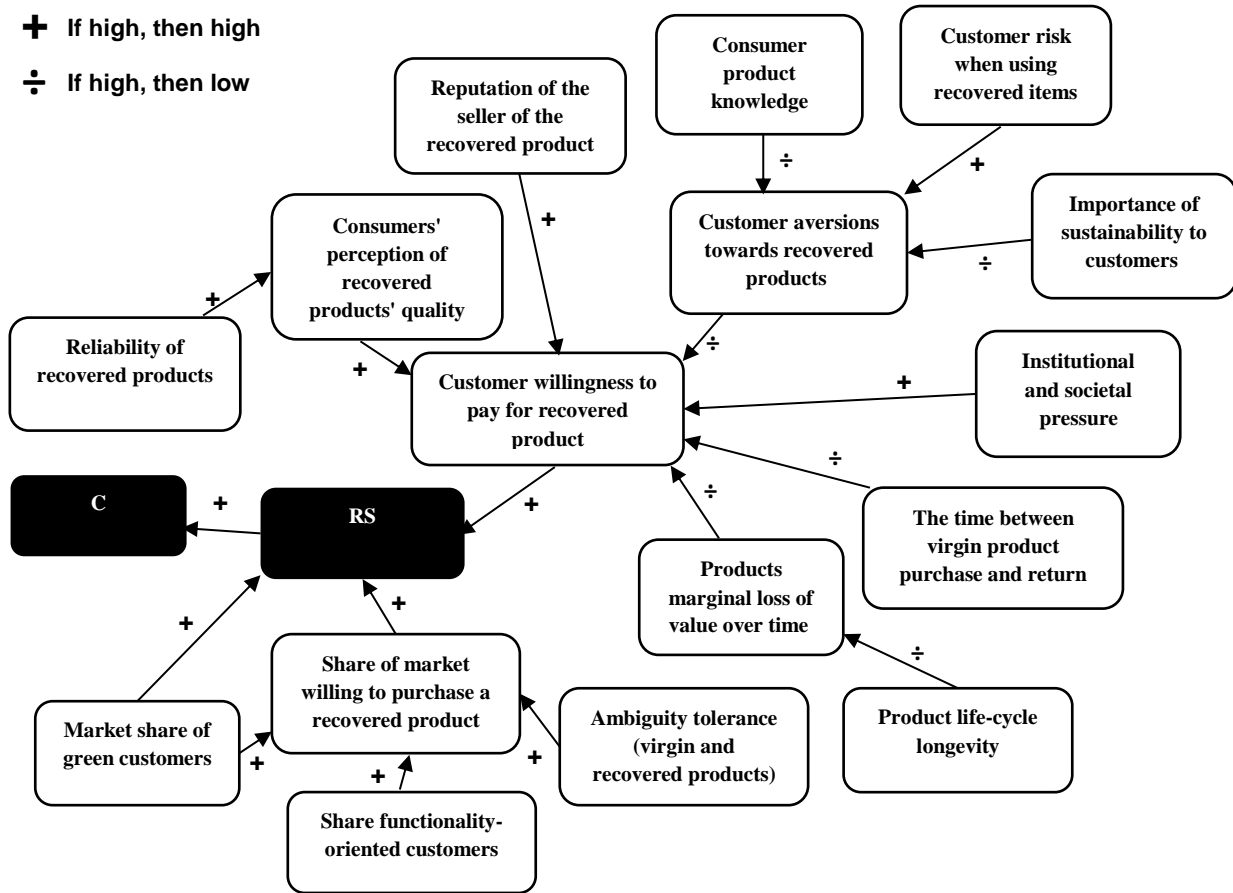 + If high, then high
÷ If high, then low
Consumer
product
knowledge
Customer risk
when using
recovered items
Reputation of the
seller of the
recovered product
÷
+
+
Consumers'
perception of
recovered
products' quality
Customer aversions
towards recovered
products
Importance of
sustainability to
customers
÷
+
Reliability of
recovered products
+
÷
Customer willingness to
pay for recovered
product
+
Institutional
and societal
pressure
÷
÷
+
C
+
RS
The time between
virgin product
purchase and return
Products
marginal loss of
value over time
+
+
÷
Share of market
willing to purchase a
recovered product
Market share of
green customers
+
Ambiguity tolerance
(virgin and
recovered products)
+
Product life-cycle
longevity
+
Share functionality-
oriented customers